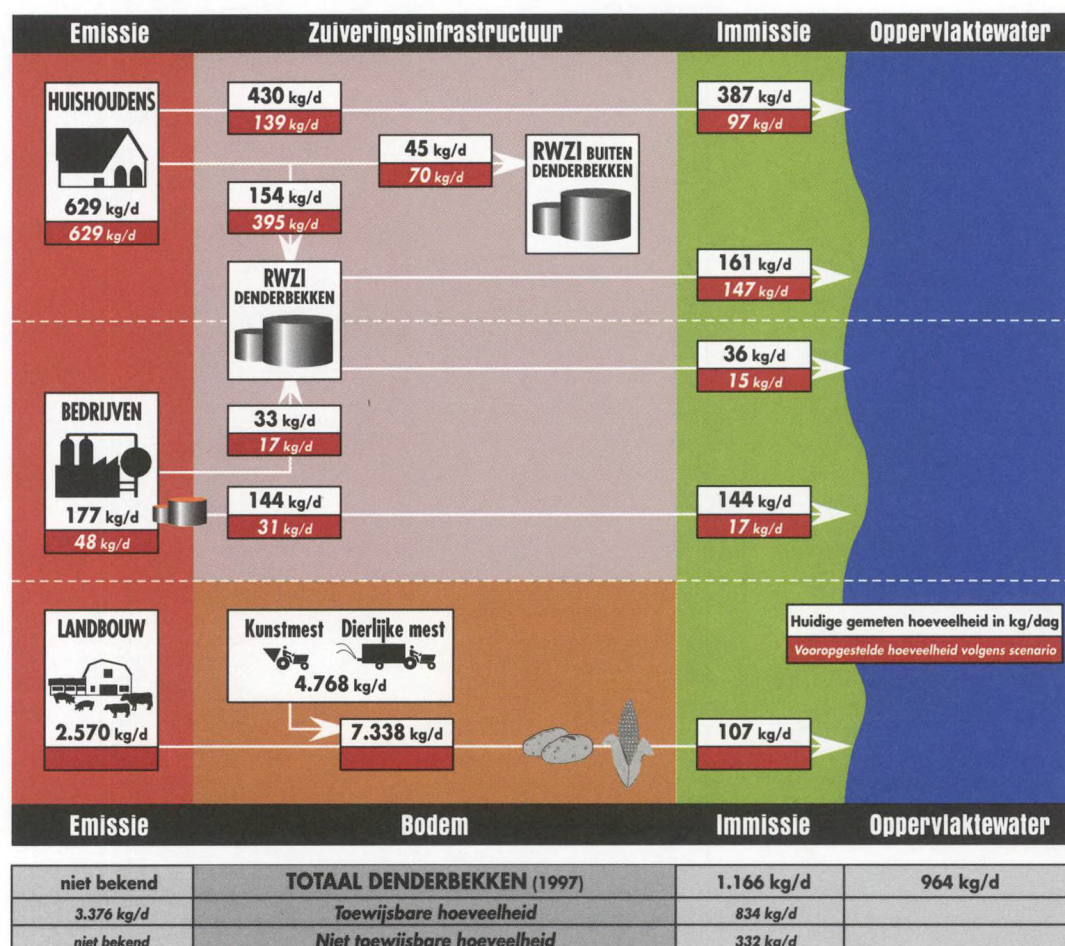 Emissie Zuiveringsinfrastructuur Immissie Oppervlaktewater
HUISHOUDENS
629 kg/d
629 kg/d
430 kg/d
139 kg/d
387 kg/d
97 kg/d
45 kg/d
70 kg/d
RWZI BUITEN
DENDERBEKKEN
154 kg/d
395 kg/d
RWZI
DENDERBEKKEN
161 kg/d
147 kg/d
36 kg/d
15 kg/d
BEDRIJVEN
177 kg/d
48 kg/d
33 kg/d
17 kg/d
144 kg/d
31 kg/d
144 kg/d
17 kg/d
LANDBOUW
2.570 kg/d
Kunstmest Dierlijke mest
4.768 kg/d
7.338 kg/d
107 kg/d
Huidige gemeten hoeveelheid in kg/dag
Vooropgestelde hoeveelheid volgens scenario
Emissie Bodem Immissie Oppervlaktewater
niet bekend TOTAAL DENDERBEKKEN (1997) 1.166 kg/d 964 kg/d
3.376 kg/d Toewijsbare hoeveelheid 834 kg/d
niet bekend Niet toewijsbare hoeveelheid 332 kg/d